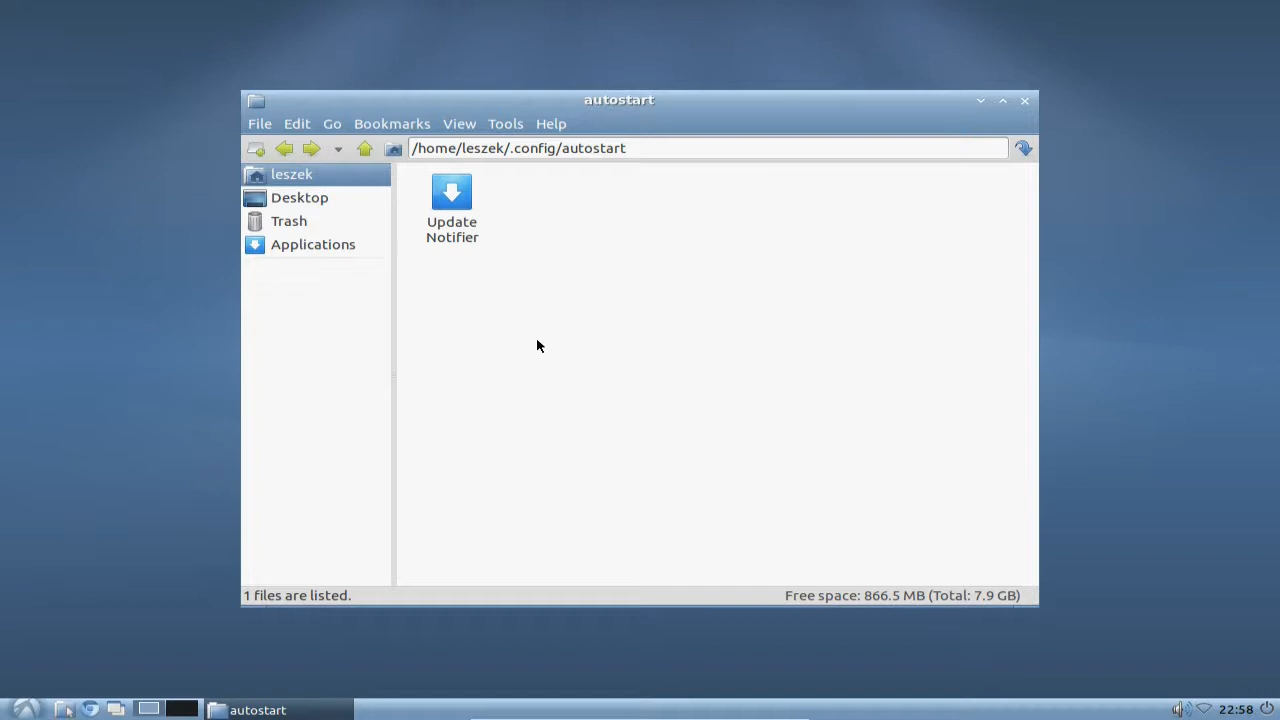 autostart
File Edit Go Bookmarks View Tools Help
/home/leszek/.config/autostart
leszek
Desktop
Trash
Applications
Update
Notifier
1 files are listed.
Free space: 866.5 MB (Total: 7.9 GB)
autostart
22:58